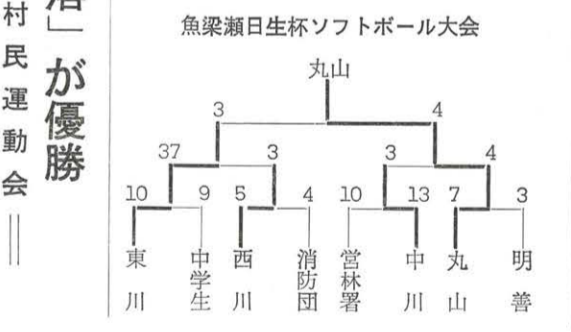 落」が優勝
村民運動会＝
魚梁瀬日生杯ソフトボール大会
丸山
3 4
37 3 3 4
10 9 5 4 10 13 7 3
東川 中学生 西川 消防団 営林署 中川 丸山 明善